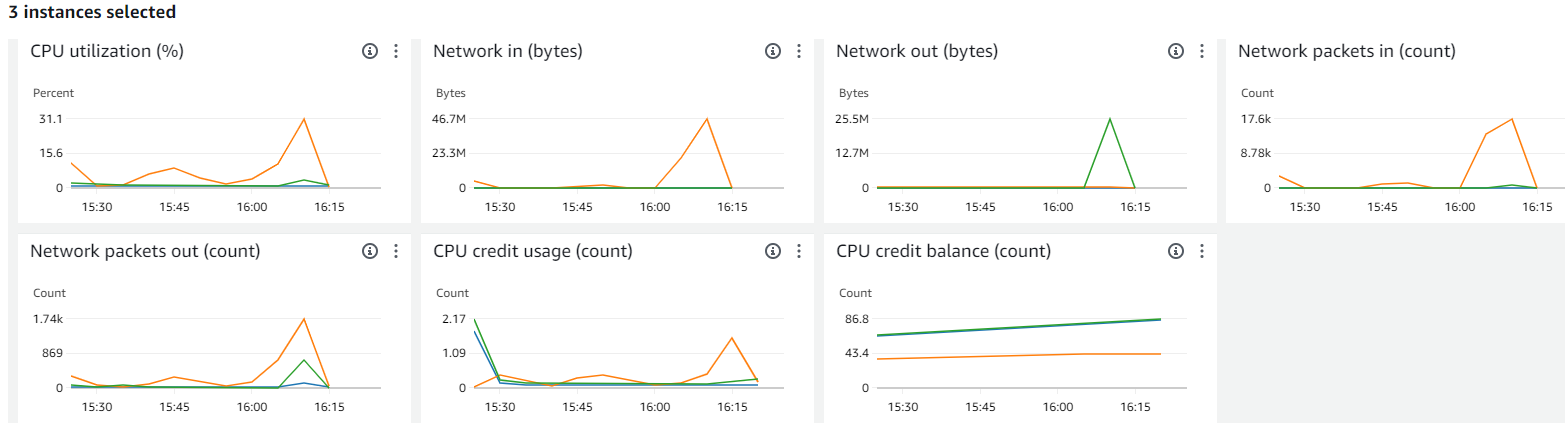 3 instances selected
CPU utilization (%)
Percent
31.1
15.6
0
15:30 15:45 16:00 16:15
Network in (bytes)
Bytes
46.7M
23.3M
0
15:30 15:45 16:00 16:15
Network out (bytes)
Bytes
25.5M
12.7M
0
15:30 15:45 16:00 16:15
Network packets in (count)
Count
17.6k
8.78k
0
15:30 15:45 16:00 16:15
Network packets out (count)
Count
1.74k
869
0
15:30 15:45 16:00 16:15
CPU credit usage (count)
Count
2.17
1.09
0
15:30 15:45 16:00 16:15
CPU credit balance (count)
Count
86.8
43.4
0
15:30 15:45 16:00 16:15